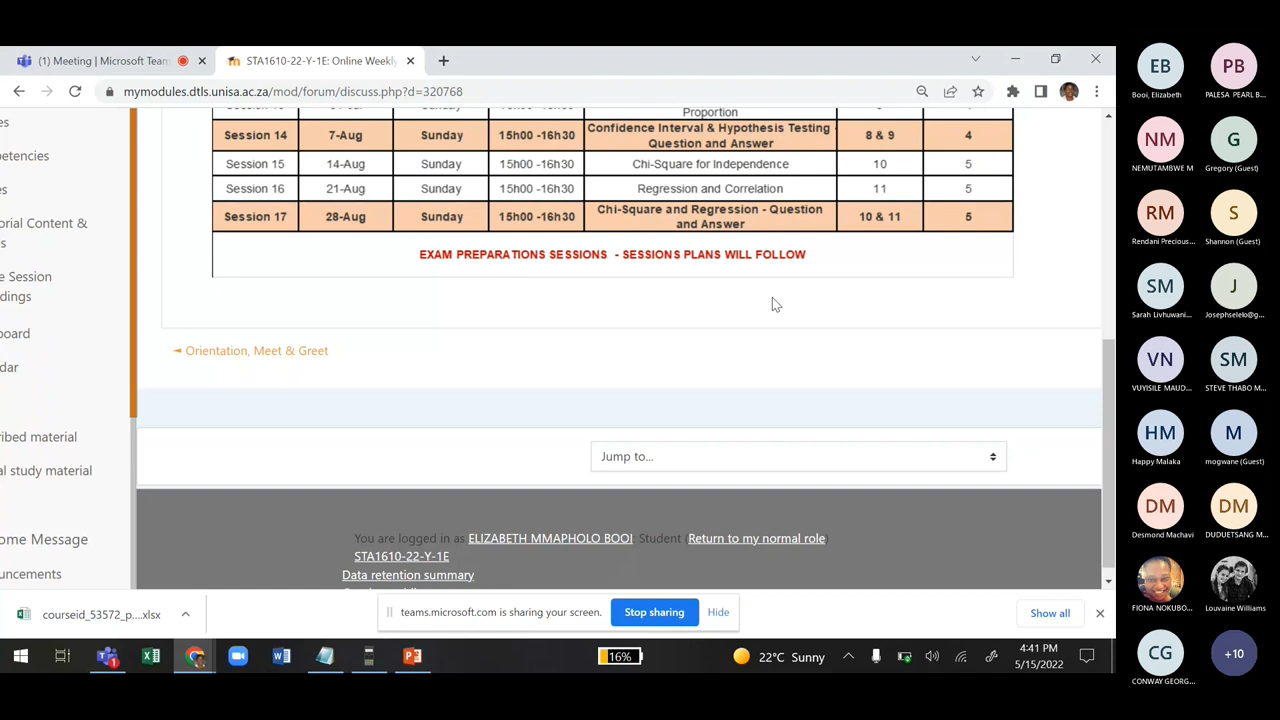 (1) Meeting | Microsoft Team
STA1610-22-Y-1E: Online Weekly
mymodules.dtls.unisa.ac.za/mod/forum/discuss.php?d=320768
Proportion
Session 14 7-Aug Sunday 15h00 -16h30 Confidence Interval & Hypothesis Testing - Question and Answer 8 & 9 4
Session 15 14-Aug Sunday 15h00 -16h30 Chi-Square for Independence 10 5
Session 16 21-Aug Sunday 15h00 -16h30 Regression and Correlation 11 5
Session 17 28-Aug Sunday 15h00 -16h30 Chi-Square and Regression - Question and Answer 10 & 11 5
EXAM PREPARATIONS SESSIONS - SESSIONS PLANS WILL FOLLOW
◄ Orientation, Meet & Greet
Jump to...
You are logged in as ELIZABETH MMAPHOLO BOOI Student (Return to my normal role)
STA1610-22-Y-1E
Data retention summary
es
petencies
es
orial Content &
es
e Session
rdings
board
dar
ribed material
al study material
ome Message
uncements
courseid_53572_p....xlsx
teams.microsoft.com is sharing your screen.
Stop sharing
Hide
Show all
16%
22°C Sunny
4:41 PM
5/15/2022
EB
Booi, Elizabeth
PB
PALESA PEARL B...
NM
NEMUTAMBWE M
G
Gregory (Guest)
RM
Rendani Precious...
S
Shannon (Guest)
SM
Sarah Livhuwani...
J
Josephselelo@g...
VN
VUYISILE MAUD...
SM
STEVE THABO M...
HM
Happy Malaka
M
mogwane (Guest)
DM
Desmond Machavi
DM
DUDUETSANG M...
FIONA NOKUBO...
Louvaine Williams
CG
CONWAY GEORG...
+10